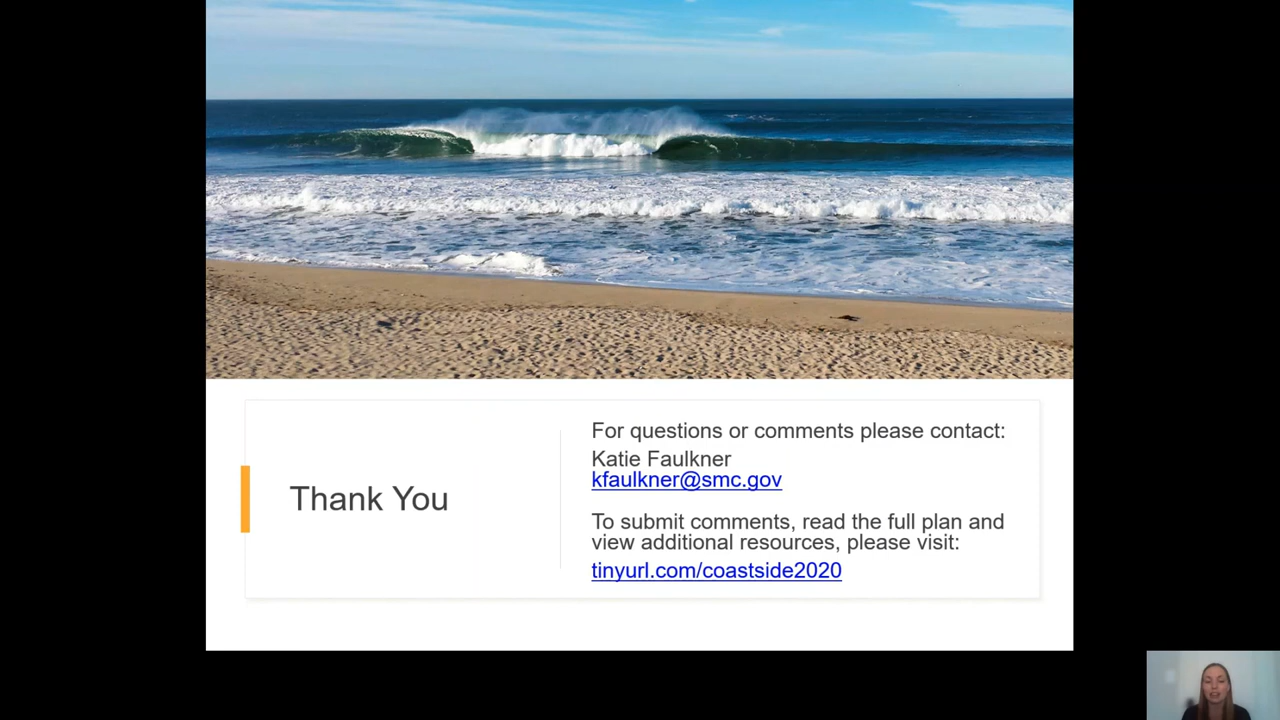 Thank You
For questions or comments please contact:
Katie Faulkner
kfaulkner@smc.gov
To submit comments, read the full plan and
view additional resources, please visit:
tinyurl.com/coastside2020